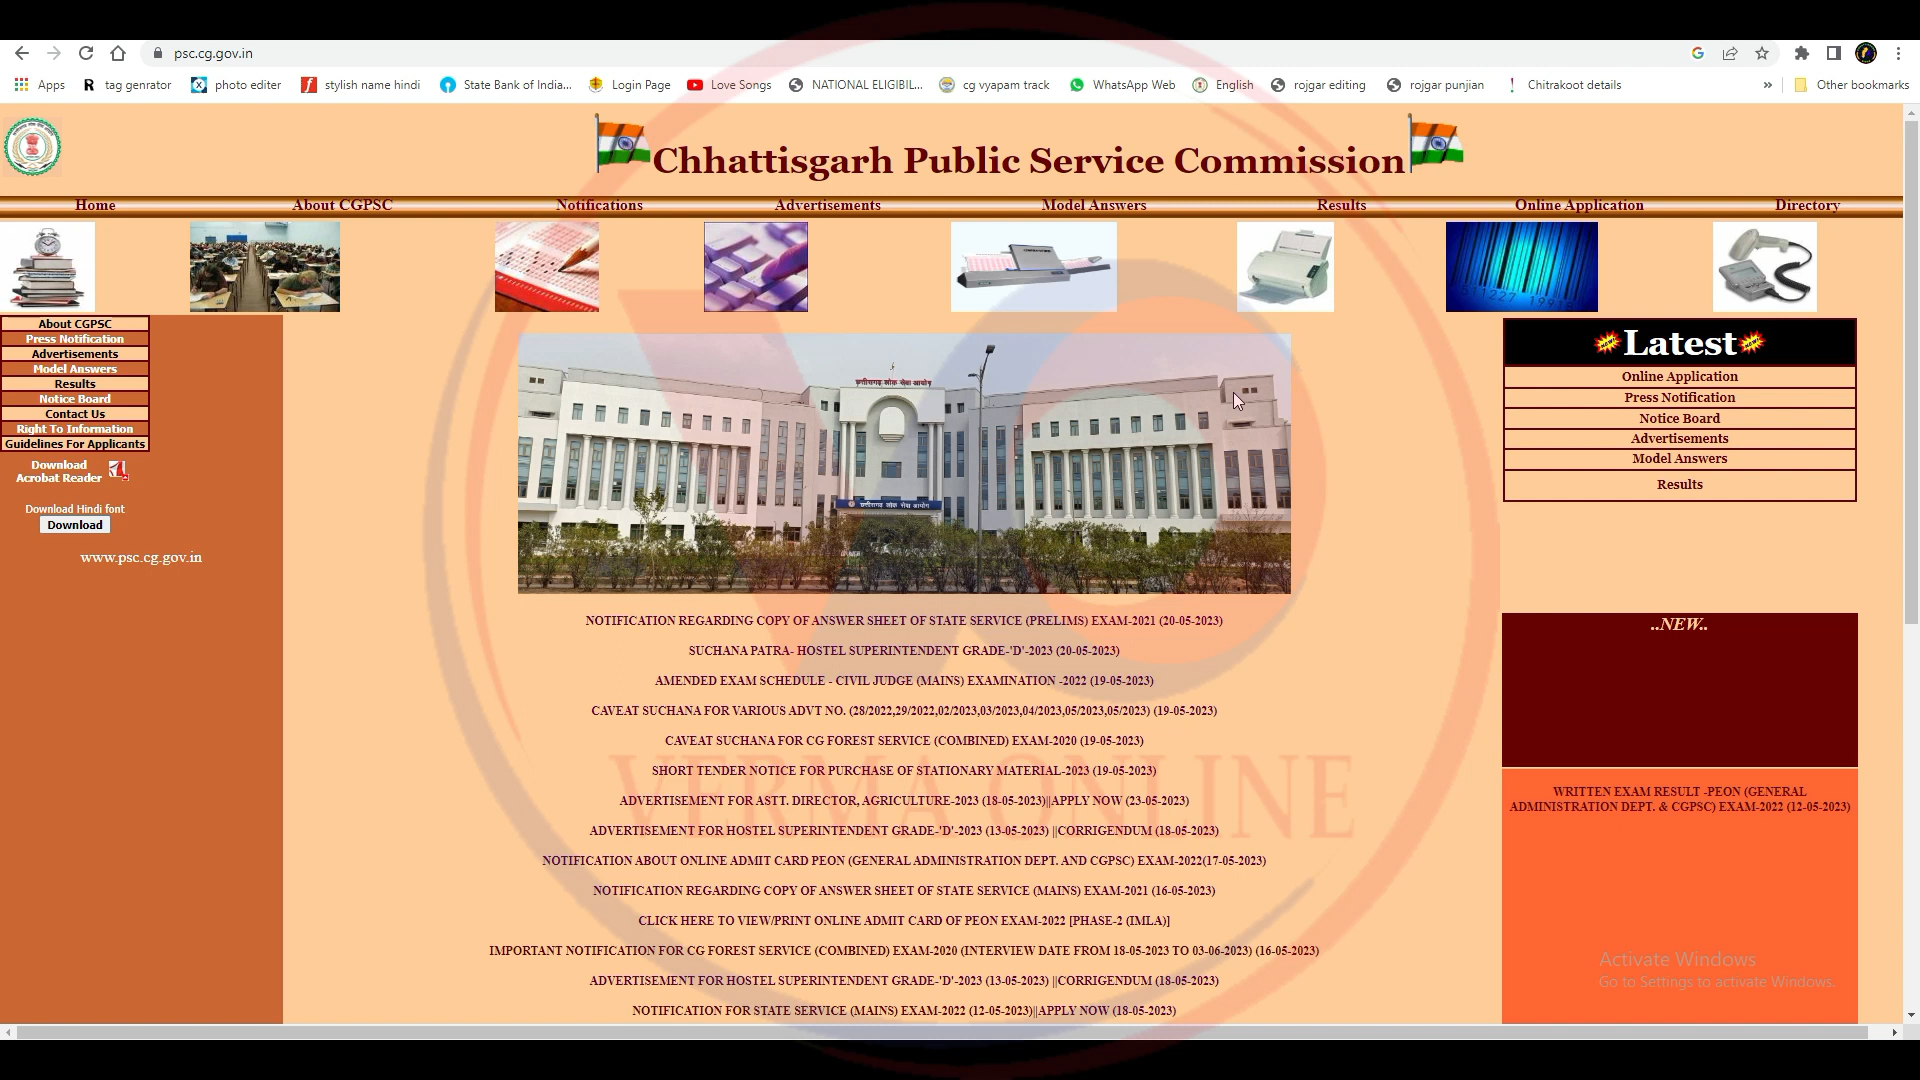 psc.cg.gov.in
Apps
R tag genrator
photo editer
stylish name hindi
State Bank of India...
Login Page
Love Songs
NATIONAL ELIGIBIL...
cg vyapam track
WhatsApp Web
English
rojgar editing
rojgar punjian
Chitrakoot details
»
Other bookmarks
Chhattisgarh Public Service Commission
Home
About CGPSC
Notifications
Advertisements
Model Answers
Results
Online Application
Directory
About CGPSC
Press Notification
Advertisements
Model Answers
Results
Notice Board
Contact Us
Right To Information
Guidelines For Applicants
Download
Acrobat Reader
Download Hindi font
Download
www.psc.cg.gov.in
छत्तीसगढ़ लोक सेवा आयोग
छत्तीसगढ़ लोक सेवा आयोग
NOTIFICATION REGARDING COPY OF ANSWER SHEET OF STATE SERVICE (PRELIMS) EXAM-2021 (20-05-2023)
SUCHANA PATRA- HOSTEL SUPERINTENDENT GRADE-'D'-2023 (20-05-2023)
AMENDED EXAM SCHEDULE - CIVIL JUDGE (MAINS) EXAMINATION -2022 (19-05-2023)
CAVEAT SUCHANA FOR VARIOUS ADVT NO. (28/2022,29/2022,02/2023,03/2023,04/2023,05/2023,05/2023) (19-05-2023)
CAVEAT SUCHANA FOR CG FOREST SERVICE (COMBINED) EXAM-2020 (19-05-2023)
SHORT TENDER NOTICE FOR PURCHASE OF STATIONARY MATERIAL-2023 (19-05-2023)
ADVERTISEMENT FOR ASTT. DIRECTOR, AGRICULTURE-2023 (18-05-2023)||APPLY NOW (23-05-2023)
ADVERTISEMENT FOR HOSTEL SUPERINTENDENT GRADE-'D'-2023 (13-05-2023) ||CORRIGENDUM (18-05-2023)
NOTIFICATION ABOUT ONLINE ADMIT CARD PEON (GENERAL ADMINISTRATION DEPT. AND CGPSC) EXAM-2022(17-05-2023)
NOTIFICATION REGARDING COPY OF ANSWER SHEET OF STATE SERVICE (MAINS) EXAM-2021 (16-05-2023)
CLICK HERE TO VIEW/PRINT ONLINE ADMIT CARD OF PEON EXAM-2022 [PHASE-2 (IMLA)]
IMPORTANT NOTIFICATION FOR CG FOREST SERVICE (COMBINED) EXAM-2020 (INTERVIEW DATE FROM 18-05-2023 TO 03-06-2023) (16-05-2023)
ADVERTISEMENT FOR HOSTEL SUPERINTENDENT GRADE-'D'-2023 (13-05-2023) ||CORRIGENDUM (18-05-2023)
NOTIFICATION FOR STATE SERVICE (MAINS) EXAM-2022 (12-05-2023)||APPLY NOW (18-05-2023)
VERMA ONLINE
Latest
Online Application
Press Notification
Notice Board
Advertisements
Model Answers
Results
..NEW..
WRITTEN EXAM RESULT -PEON (GENERAL
ADMINISTRATION DEPT. & CGPSC) EXAM-2022 (12-05-2023)
Activate Windows
Go to Settings to activate Windows.